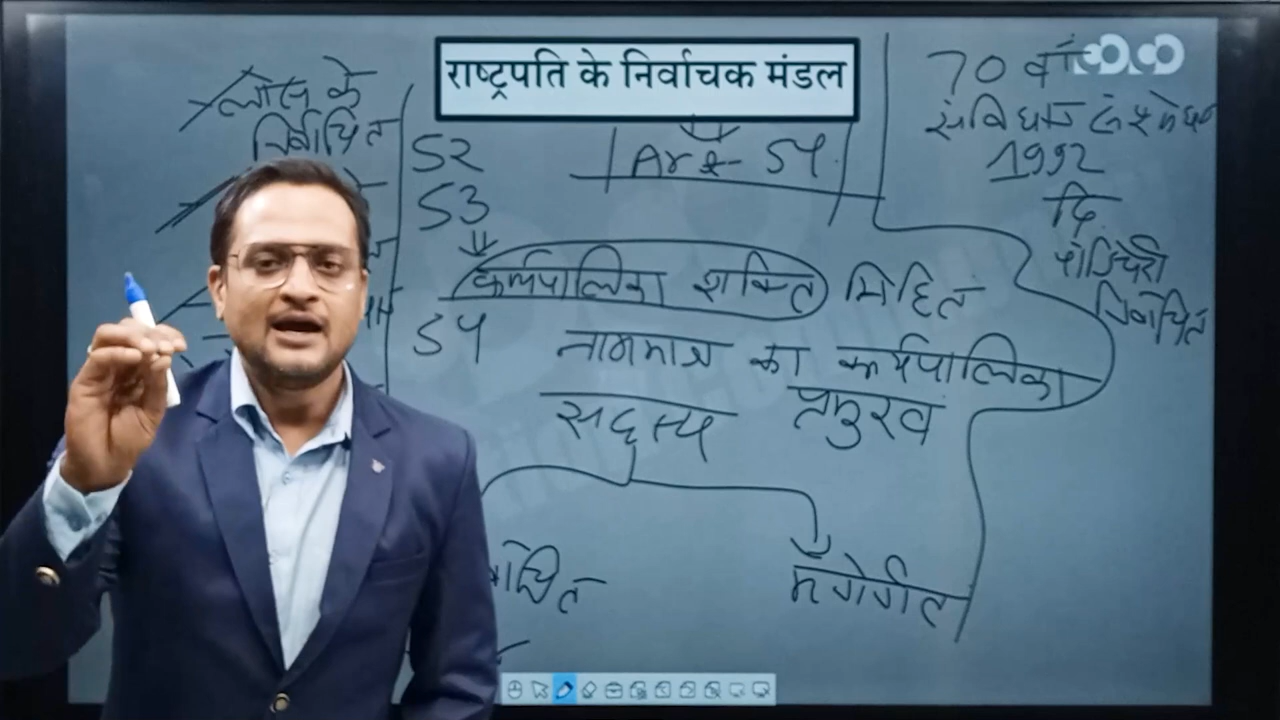 राष्ट्रपति के निर्वाचक मंडल
लोस के
निर्वाचित
52
Art 54
53
कार्यपालिका शक्ति निहित
54
नाममात्र का कार्यपालिका
प्रमुख
सदस्य
मनोनीत
70 वाँ
संविधान संशोधन
1992
दि.
पांडिचेरी
निर्वाचित